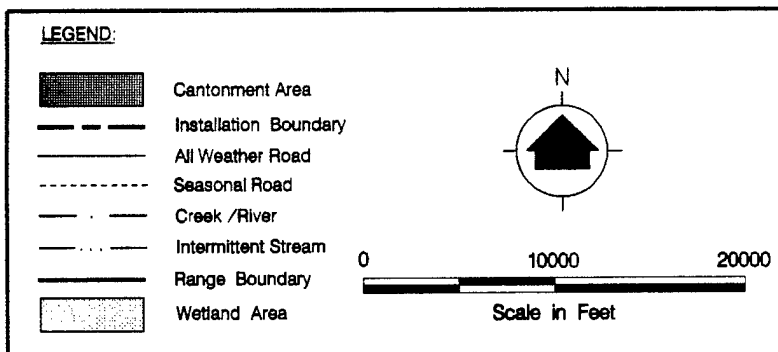 LEGEND:
Cantonment Area
Installation Boundary
All Weather Road
Seasonal Road
Creek /River
Intermittent Stream
Range Boundary
Wetland Area
N
0 10000 20000
Scale in Feet